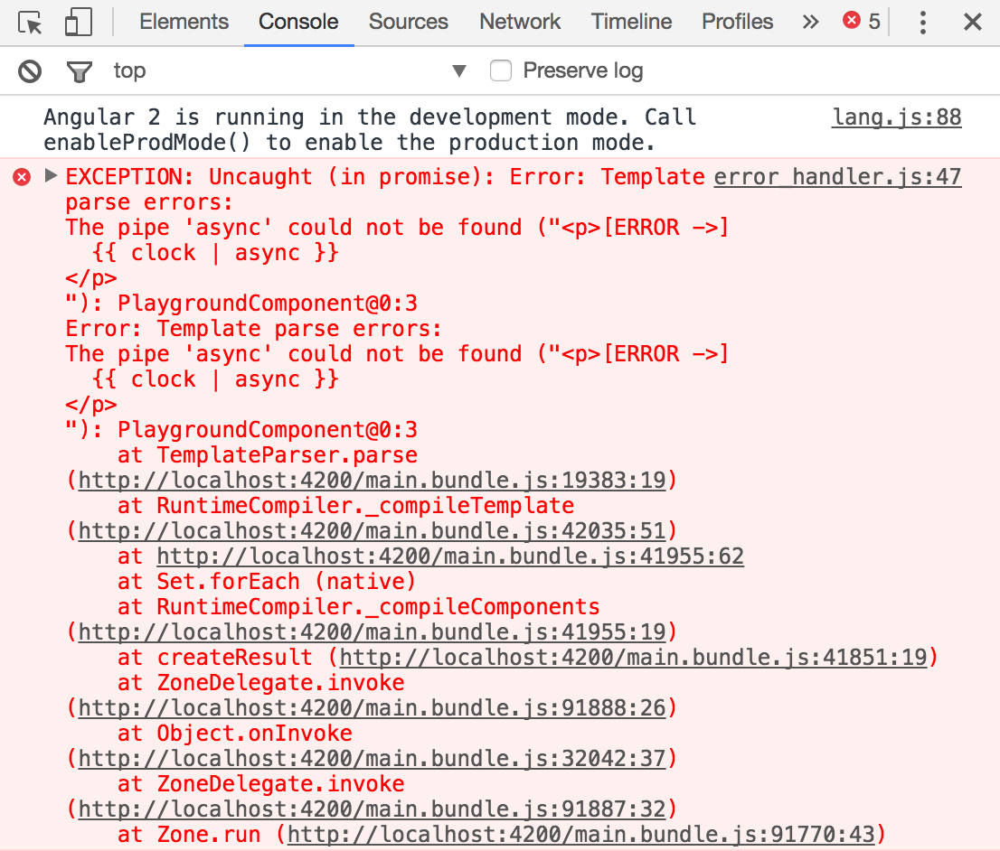 Elements Console Sources Network Timeline Profiles » 5
top Preserve log
Angular 2 is running in the development mode. Call lang.js:88
enableProdMode() to enable the production mode.
EXCEPTION: Uncaught (in promise): Error: Template error_handler.js:47
parse errors:
The pipe 'async' could not be found ("<p>[ERROR ->]
{{ clock | async }}
</p>
"): PlaygroundComponent@0:3
Error: Template parse errors:
The pipe 'async' could not be found ("<p>[ERROR ->]
{{ clock | async }}
</p>
"): PlaygroundComponent@0:3
at TemplateParser.parse
(http://localhost:4200/main.bundle.js:19383:19)
at RuntimeCompiler._compileTemplate
(http://localhost:4200/main.bundle.js:42035:51)
at http://localhost:4200/main.bundle.js:41955:62
at Set.forEach (native)
at RuntimeCompiler._compileComponents
(http://localhost:4200/main.bundle.js:41955:19)
at createResult (http://localhost:4200/main.bundle.js:41851:19)
at ZoneDelegate.invoke
(http://localhost:4200/main.bundle.js:91888:26)
at Object.onInvoke
(http://localhost:4200/main.bundle.js:32042:37)
at ZoneDelegate.invoke
(http://localhost:4200/main.bundle.js:91887:32)
at Zone.run (http://localhost:4200/main.bundle.js:91770:43)